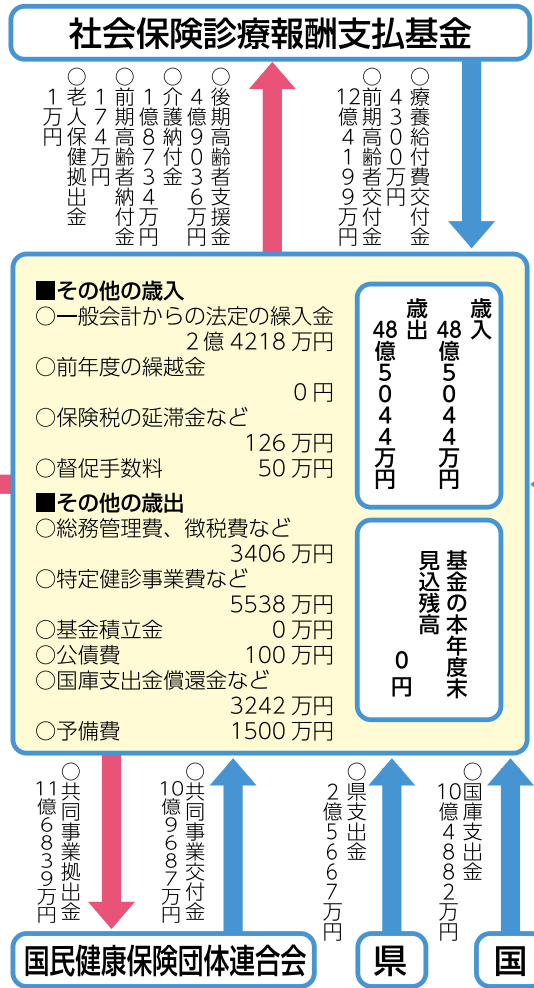 社会保険診療報酬支払基金
○療養給付費交付金
4300万円
○前期高齢者交付金
12億4199万円
○後期高齢者支援金
4億9036万円
○介護納付金
1億8734万円
○前期高齢者納付金
174万円
○老人保健拠出金
1万円
■その他の歳入
○一般会計からの法定の繰入金
2億4218万円
○前年度の繰越金
0円
○保険税の延滞金など
126万円
○督促手数料 50万円
■その他の歳出
○総務管理費、徴税費など
3406万円
○特定健診事業費など
5538万円
○基金積立金 0万円
○公債費 100万円
○国庫支出金償還金など
3242万円
○予備費 1500万円
歳入
48億5044万円
歳出
48億5044万円
基金の本年度末
見込残高
0円
○国庫支出金
10億4882万円
○県支出金
2億5667万円
○共同事業交付金
10億9687万円
○共同事業拠出金
11億6839万円
国民健康保険団体連合会
県
国